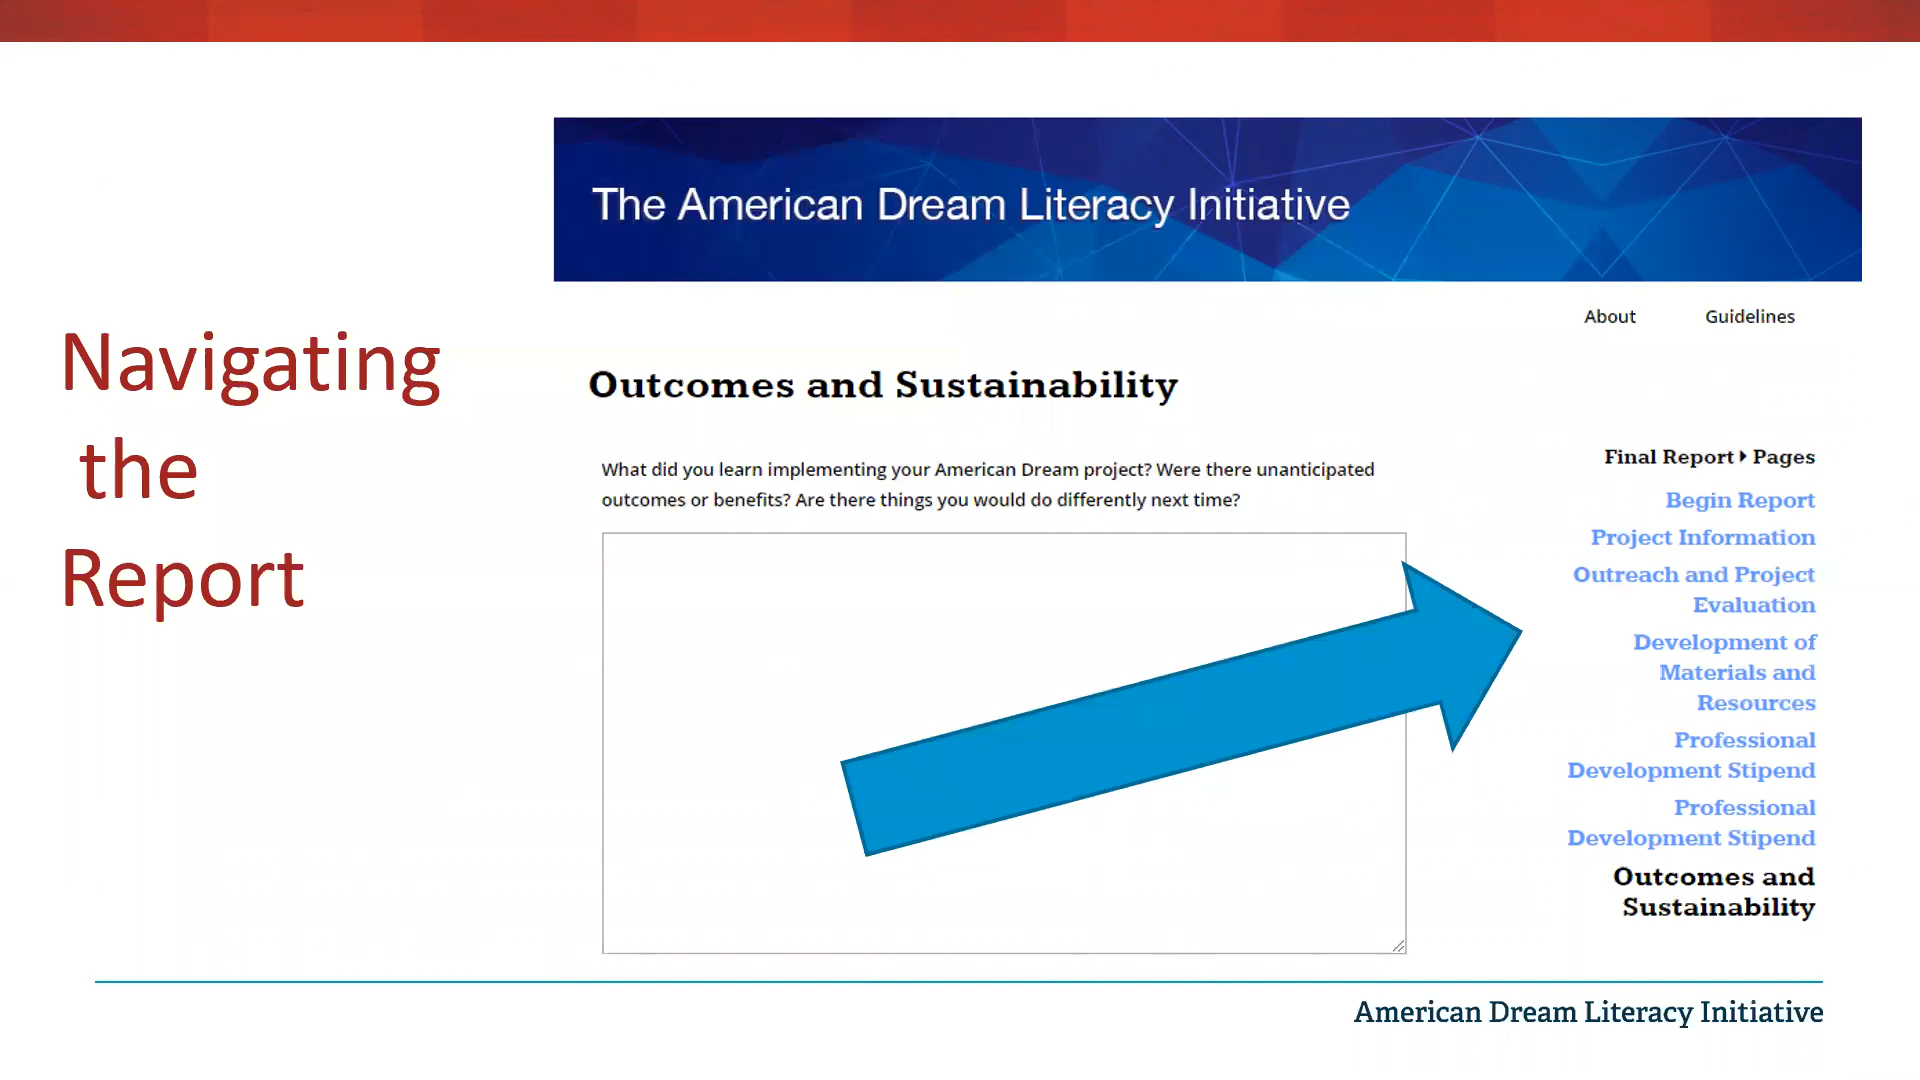 Navigating
the
Report
The American Dream Literacy Initiative
About Guidelines
Outcomes and Sustainability
What did you learn implementing your American Dream project? Were there unanticipated
outcomes or benefits? Are there things you would do differently next time?
Final Report Pages
Begin Report
Project Information
Outreach and Project
Evaluation
Development of
Materials and
Resources
Professional
Development Stipend
Professional
Development Stipend
Outcomes and
Sustainability
American Dream Literacy Initiative